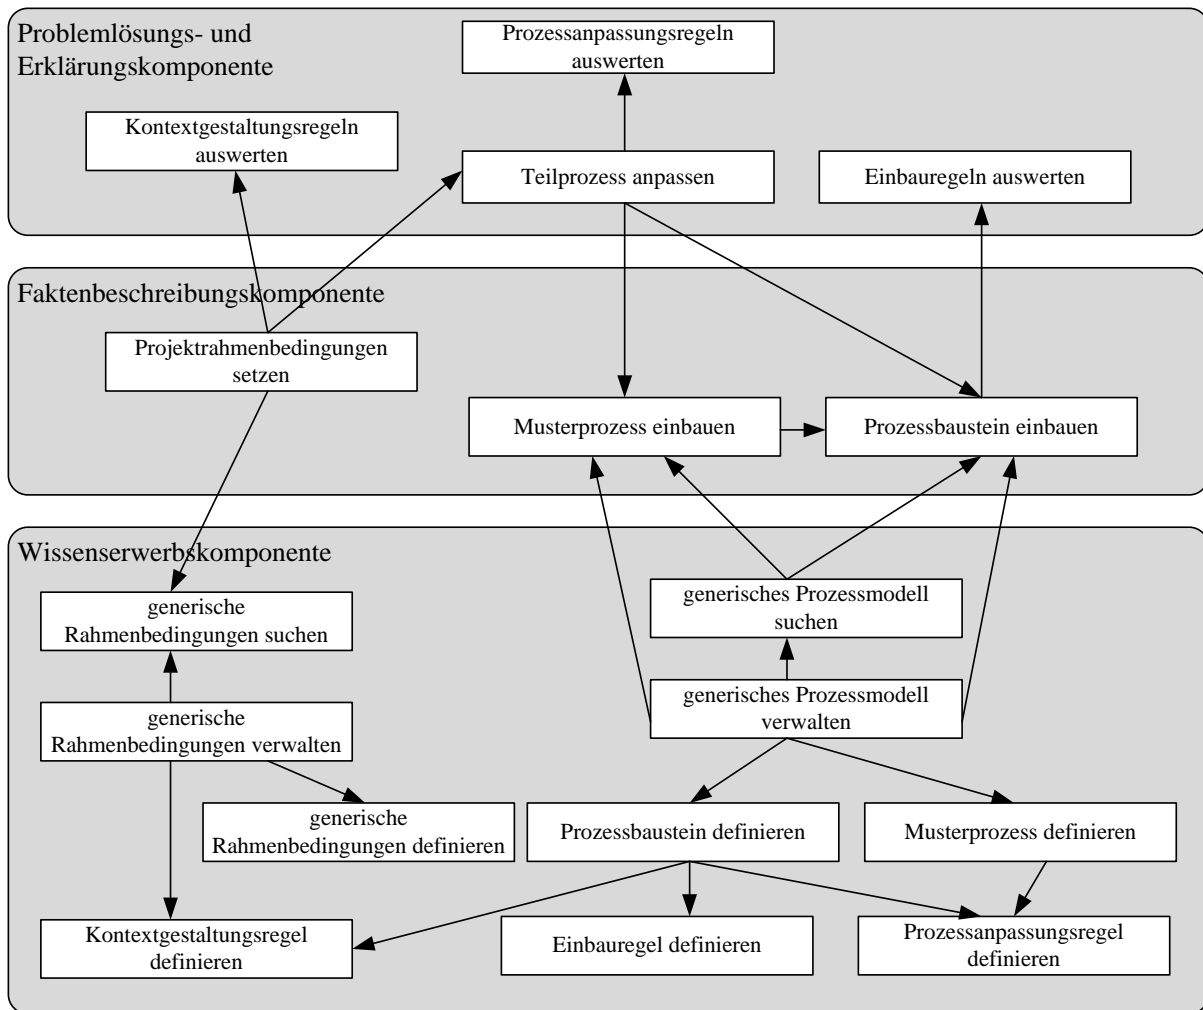 Problemlösungs- und
Erklärungskomponente
Prozessanpassungsregeln
auswerten
Kontextgestaltungsregeln
auswerten
Teilprozess anpassen
Einbauregeln auswerten
Faktenbeschreibungskomponente
Projektrahmenbedingungen
setzen
Musterprozess einbauen
Prozessbaustein einbauen
Wissenserwerbskomponente
generische
Rahmenbedingungen suchen
generisches Prozessmodell
suchen
generische
Rahmenbedingungen verwalten
generisches Prozessmodell
verwalten
generische
Rahmenbedingungen definieren
Prozessbaustein definieren
Musterprozess definieren
Kontextgestaltungsregel
definieren
Einbauregel definieren
Prozessanpassungsregel
definieren